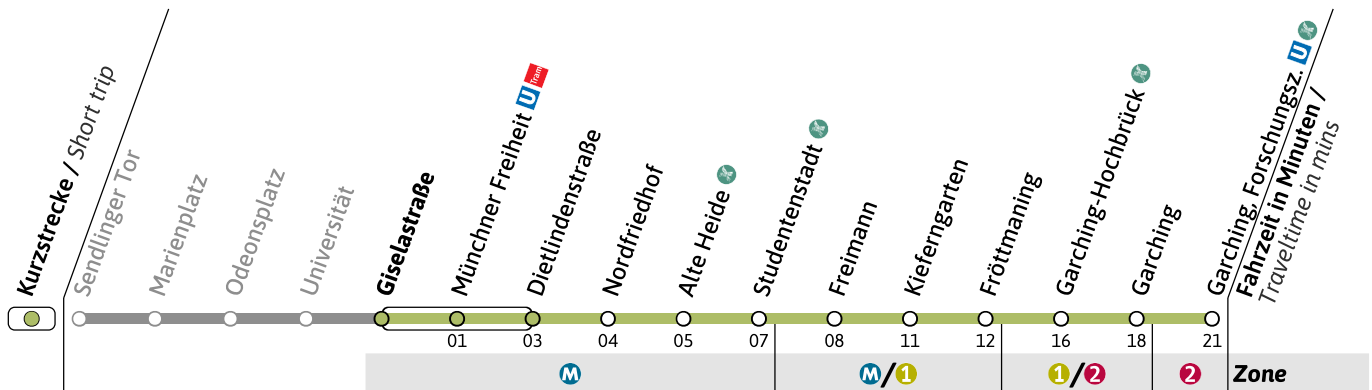 Kurzstrecke / Short trip
Sendlinger Tor
Marienplatz
Odeonsplatz
Universität
Giselastraße
Münchner Freiheit U Tram
Dietlindenstraße
Nordfriedhof
Alte Heide
Studentenstadt
Freimann
Kieferngarten
Fröttmaning
Garching-Hochbrück
Garching
Garching, Forschungsz. U
Fahrzeit in Minuten /
Traveltime in mins
01 03 04 05 07 08 11 12 16 18 21
M M/1 1/2 2 Zone